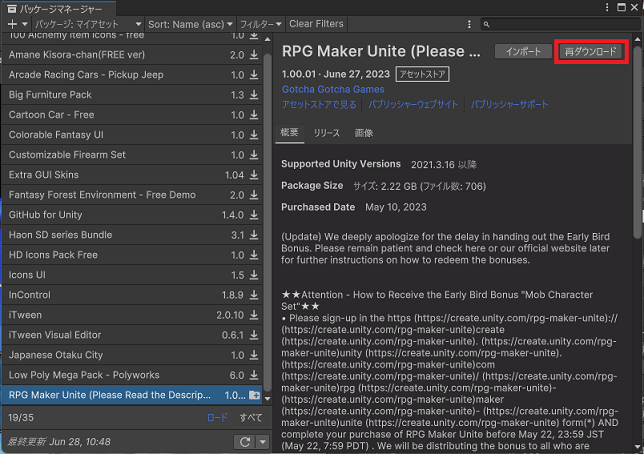 パッケージマネージャー
パッケージ: マイアセット
Sort: Name (asc)
フィルター
Clear Filters
100 Alchemy Item Icons - free 1.0
Amane Kisora-chan(FREE ver) 2.0
Arcade Racing Cars - Pickup Jeep 1.0
Big Furniture Pack 1.3
Cartoon Car - Free 1.0
Colorable Fantasy UI 1.0
Customizable Firearm Set 1.0
Extra GUI Skins 1.04
Fantasy Forest Environment - Free Demo 2.0
GitHub for Unity 1.4.0
Haon SD series Bundle 3.1
HD Icons Pack Free 1.0
Icons UI 1.5
InControl 1.8.9
iTween 2.0.10
iTween Visual Editor 0.6.1
Japanese Otaku City 1.0
Low Poly Mega Pack - Polyworks 6.0
RPG Maker Unite (Please Read the Descrip... 1.0...
19/35 ロード すべて
最終更新 Jun 28, 10:48
RPG Maker Unite (Please ...
インポート
再ダウンロード
1.00.01 · June 27, 2023 アセットストア
Gotcha Gotcha Games
アセットストアで見る パブリッシャーウェブサイト パブリッシャーサポート
概要 リリース 画像
Supported Unity Versions 2021.3.16 以降
Package Size サイズ: 2.22 GB (ファイル数: 706)
Purchased Date May 10, 2023
(Update) We deeply apologize for the delay in handing out the Early Bird
Bonus. Please remain patient and check here or our official website later
for further instructions on how to redeem the bonuses.
★★Attention - How to Receive the Early Bird Bonus "Mob Character
Set"★★
• Please sign-up in the https (https://create.unity.com/rpg-maker-unite)://
(https://create.unity.com/rpg-maker-unite)create
(https://create.unity.com/rpg-maker-unite). (https://create.unity.com/rpg-
maker-unite)unity (https://create.unity.com/rpg-maker-unite).
(https://create.unity.com/rpg-maker-unite)com
(https://create.unity.com/rpg-maker-unite)/ (https://create.unity.com/rpg-
maker-unite)rpg (https://create.unity.com/rpg-maker-unite)-
(https://create.unity.com/rpg-maker-unite)maker
(https://create.unity.com/rpg-maker-unite)- (https://create.unity.com/rpg-
maker-unite)unite (https://create.unity.com/rpg-maker-unite) form(*) AND
complete your purchase of RPG Maker Unite before May 22, 23:59 JST
(May 22, 7:59 PDT) . We will be distributing the bonus to all who are